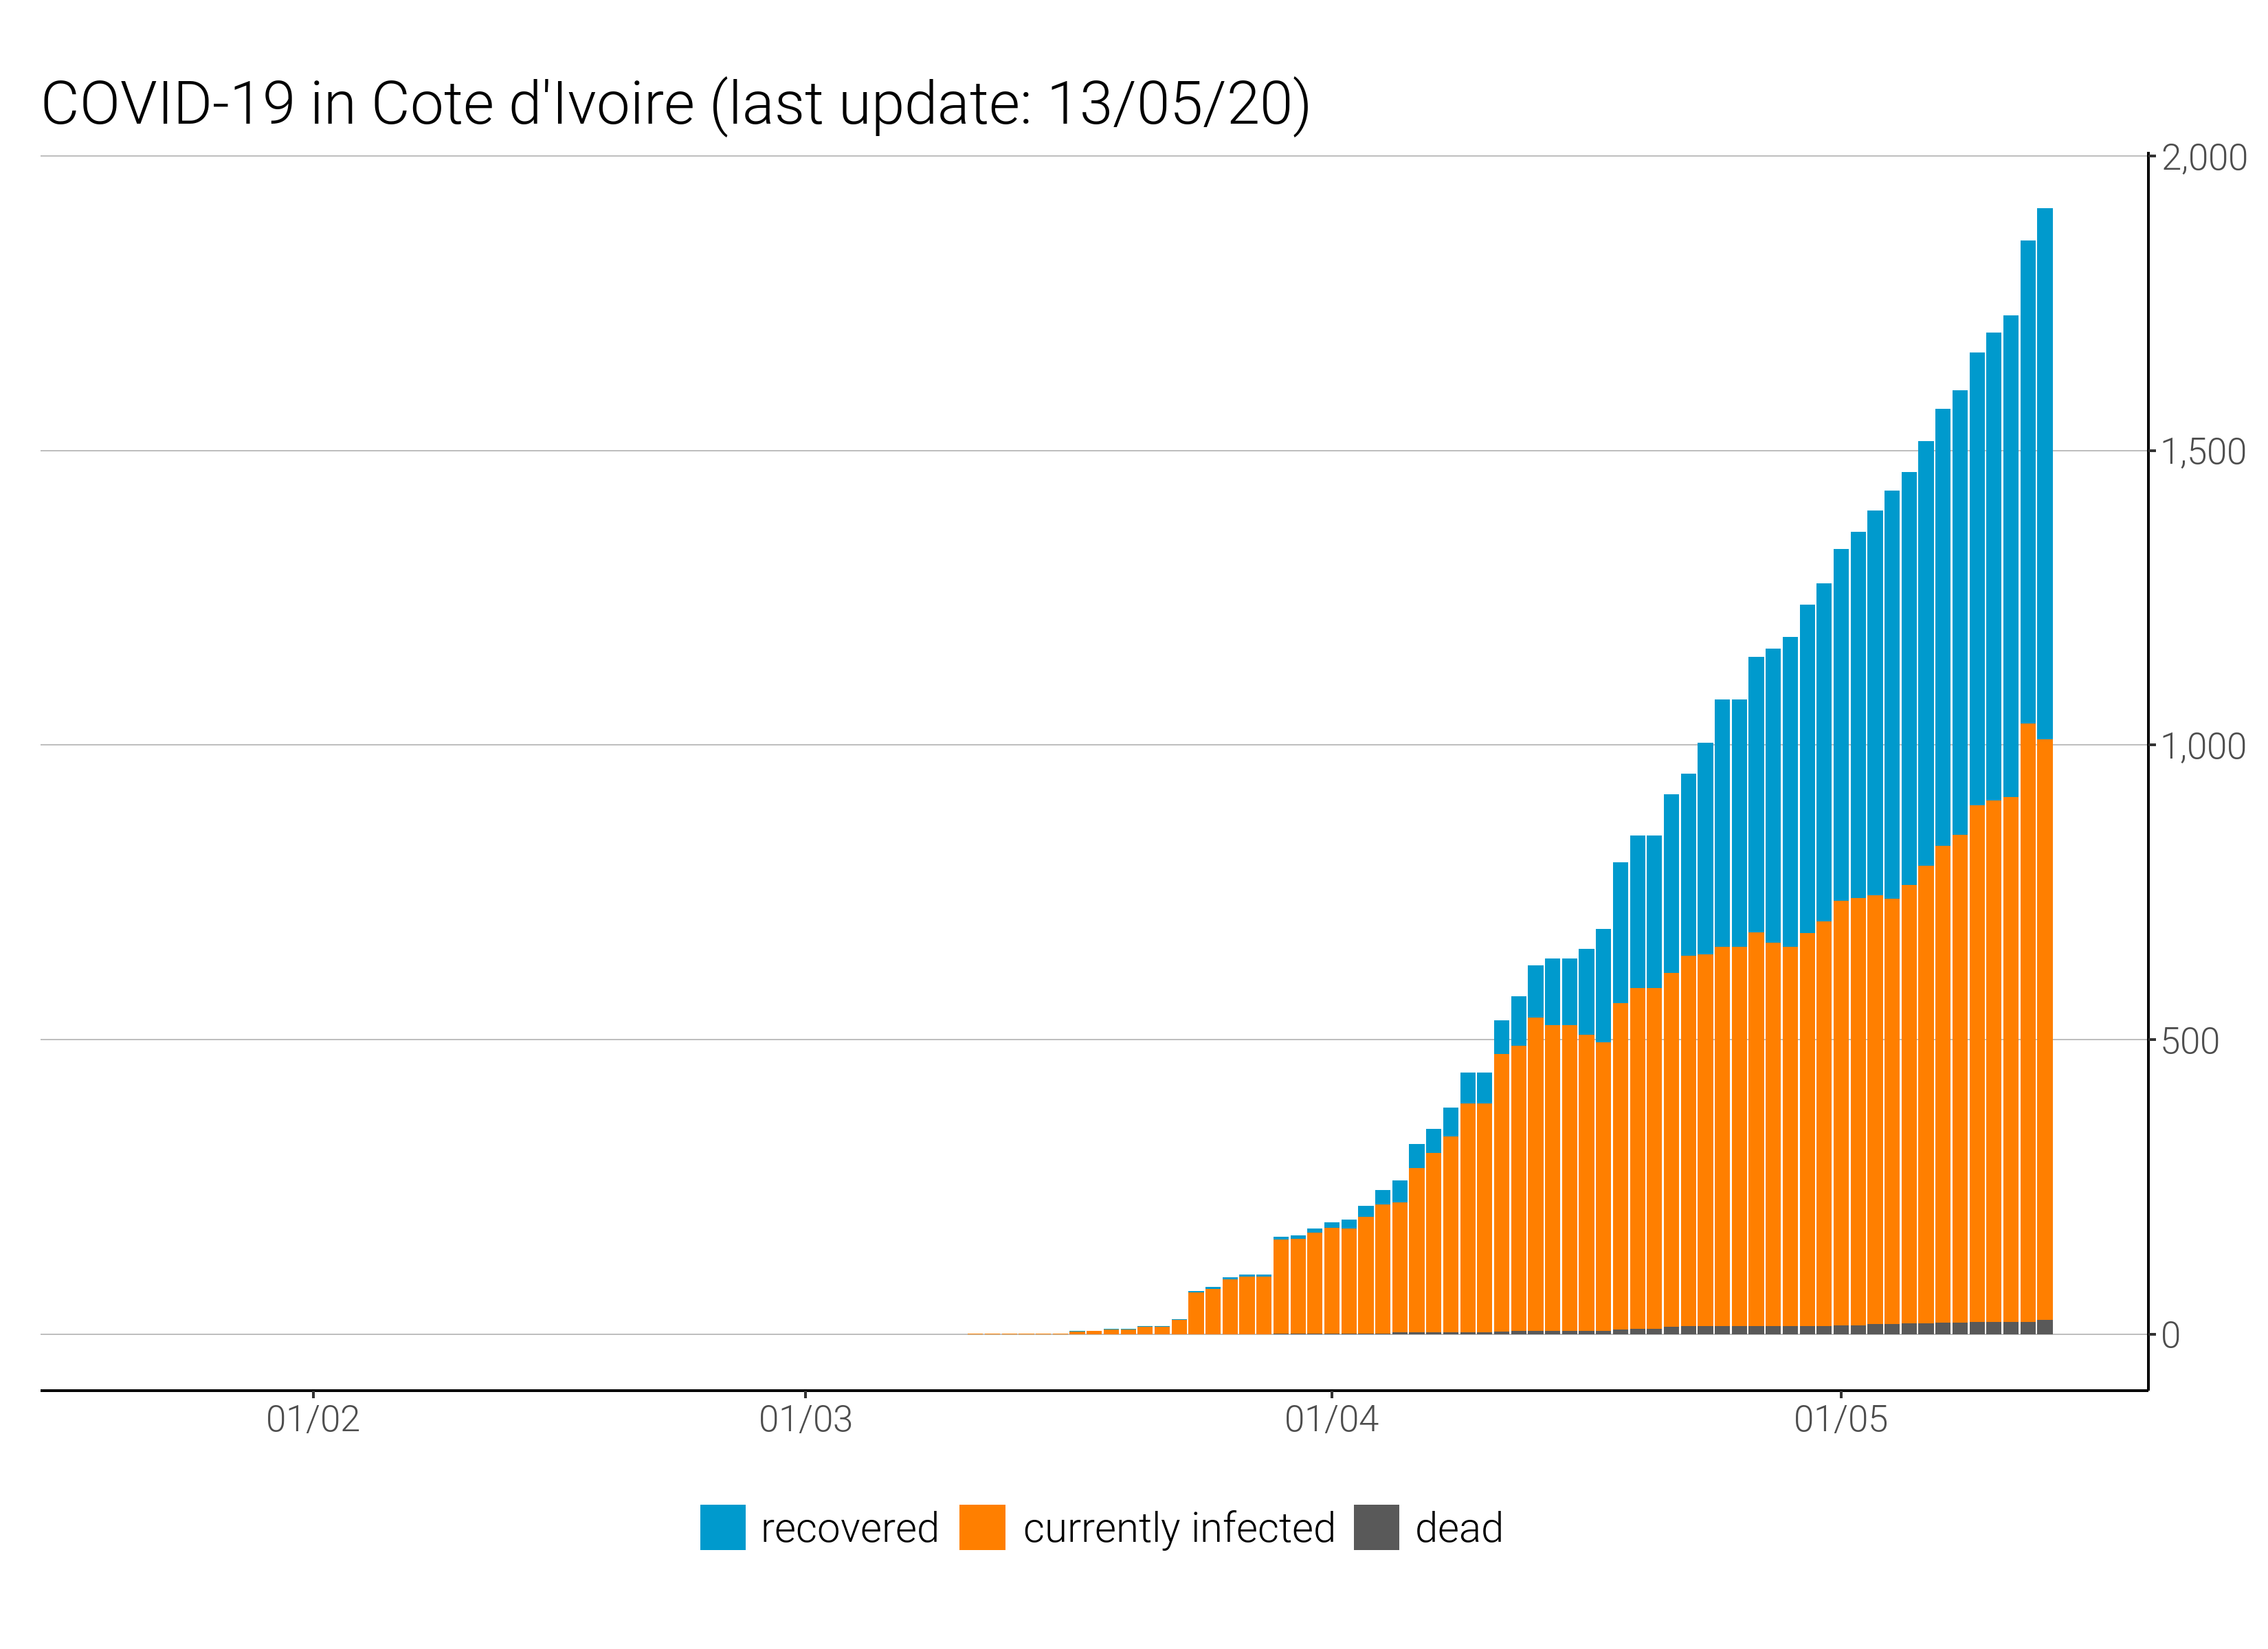 COVID-19 in Cote d'Ivoire (last update: 13/05/20)
2,000
1,500
1,000
500
0
01/02 01/03 01/04 01/05
recovered currently infected dead